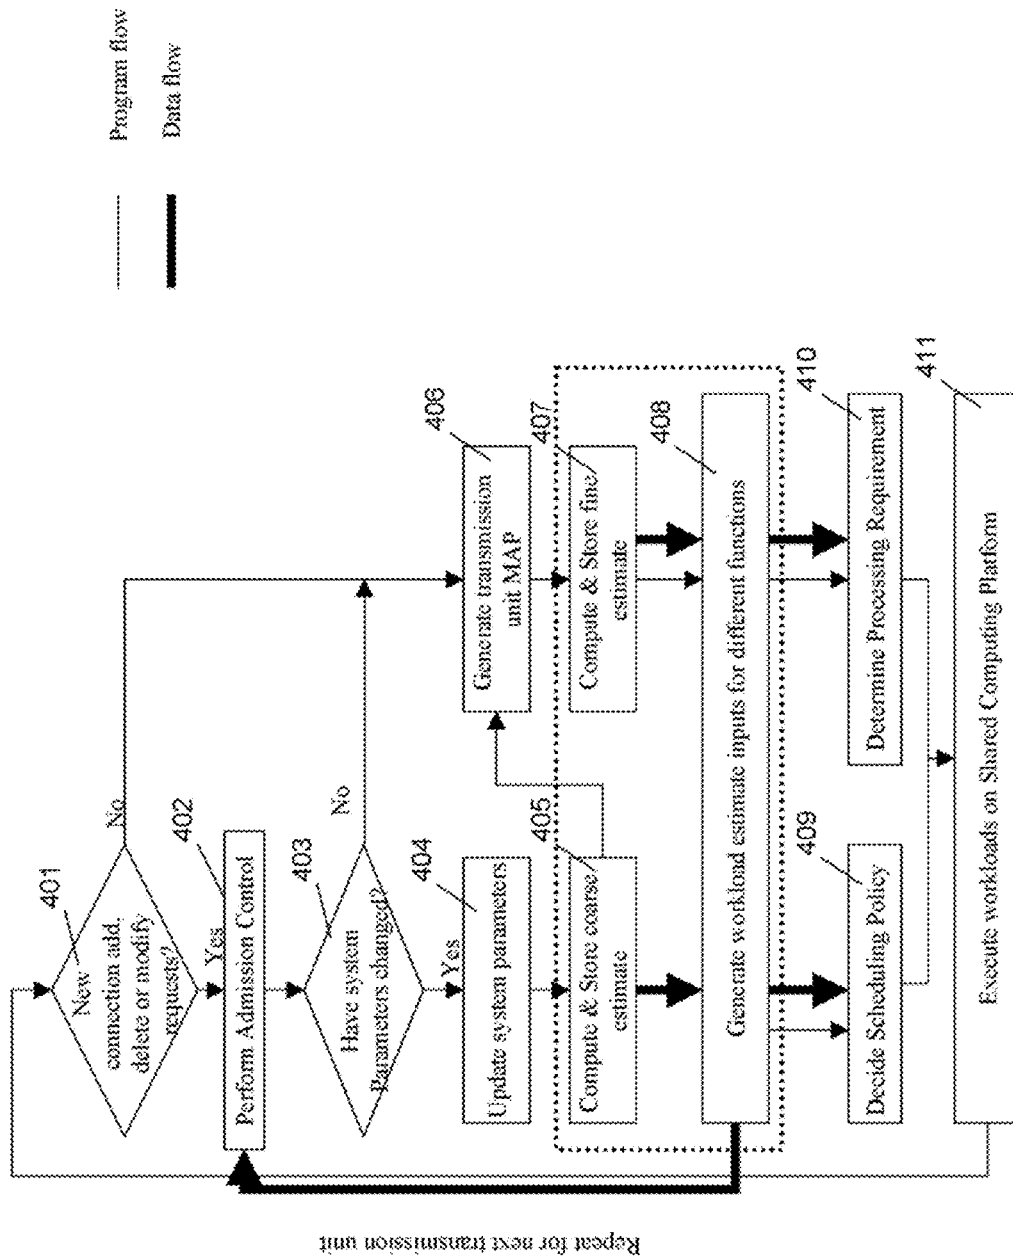 Program flow
Data flow
401
New
connection add,
delete or modify
requests?
No
Yes
402
Perform Admission Control
403
Have system
Parameters changed?
No
Yes
404
Update system parameters
405
Compute & Store coarse
estimate
406
Generate transmission
unit MAP
407
Compute & Store fine
estimate
408
Generate workload estimate inputs for different functions
409
Decide Scheduling Policy
410
Determine Processing Requirement
411
Execute workloads on Shared Computing Platform
Repeat for next transmission
unit